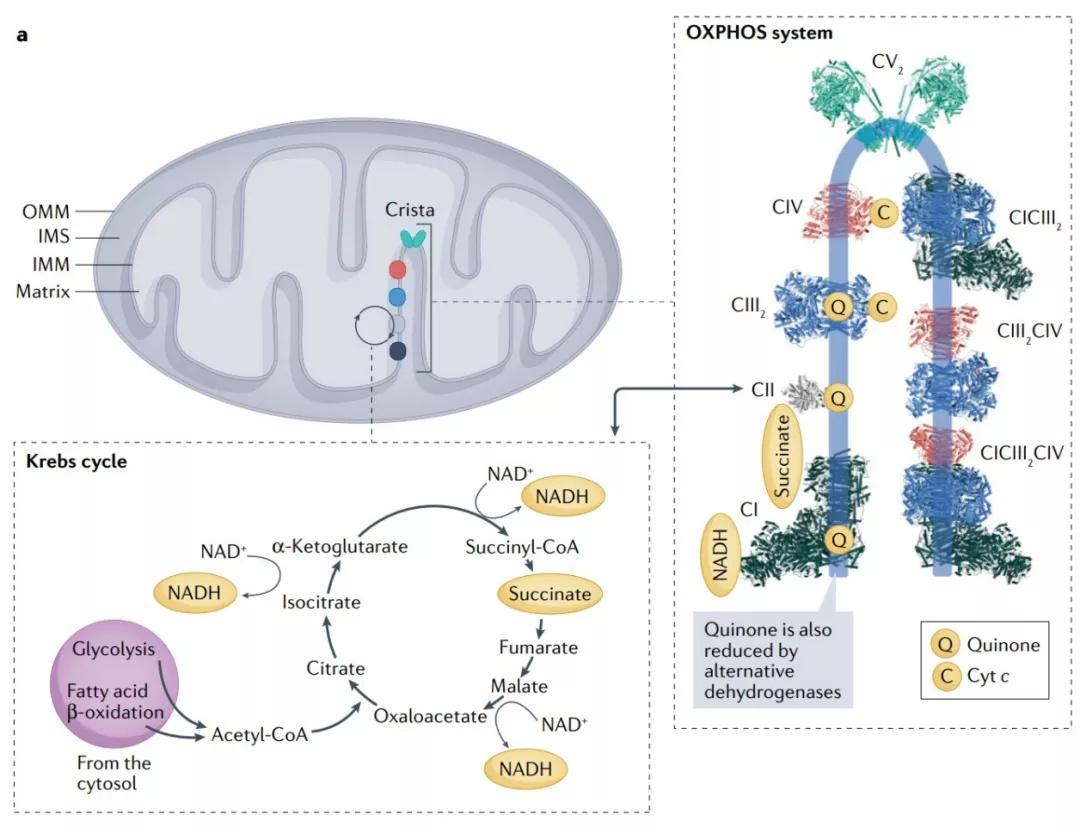 a
OMM
IMS
IMM
Matrix
Crista
OXPHOS system
CV₂
CIV
C
CICIII₂
CIII₂
Q
C
CIII₂CIV
CII
Q
Succinate
CICIII₂CIV
CI
NADH
Q
Quinone is also
reduced by
alternative
dehydrogenases
Q Quinone
C Cyt c
Krebs cycle
NAD⁺
NADH
NAD⁺
α-Ketoglutarate
Succinyl-CoA
NADH
Isocitrate
Succinate
Glycolysis
Fumarate
Citrate
Fatty acid
β-oxidation
Malate
Oxaloacetate
NAD⁺
Acetyl-CoA
From the
cytosol
NADH